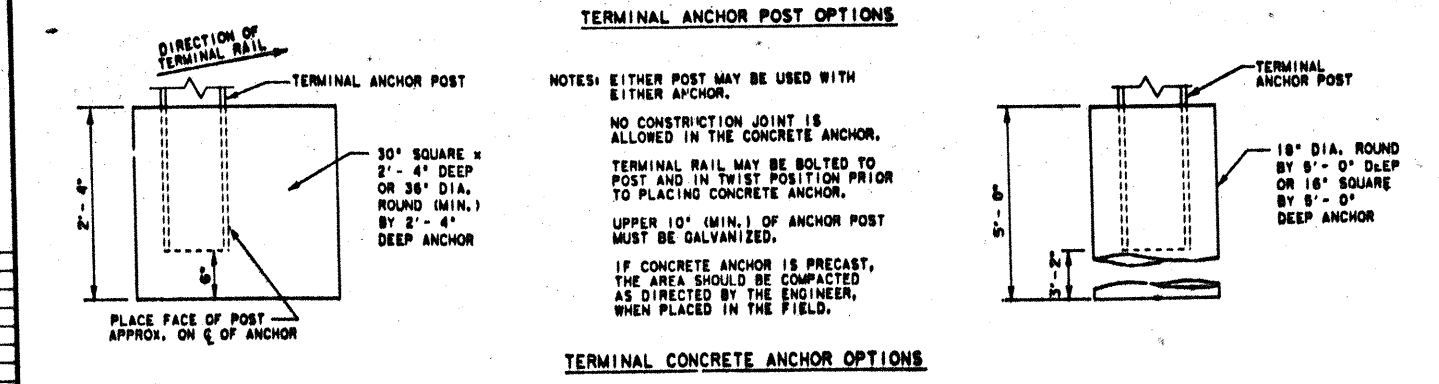 TERMINAL ANCHOR POST OPTIONS
DIRECTION OF
TERMINAL RAIL
TERMINAL ANCHOR POST
2'- 4"
30" SQUARE x
2'- 4" DEEP
OR 36" DIA.
ROUND (MIN.)
BY 2'- 4"
DEEP ANCHOR
6"
PLACE FACE OF POST
APPROX. ON ℄ OF ANCHOR
NOTES: EITHER POST MAY BE USED WITH
EITHER ANCHOR.
NO CONSTRUCTION JOINT IS
ALLOWED IN THE CONCRETE ANCHOR.
TERMINAL RAIL MAY BE BOLTED TO
POST AND IN TWIST POSITION PRIOR
TO PLACING CONCRETE ANCHOR.
UPPER 10" (MIN.) OF ANCHOR POST
MUST BE GALVANIZED.
IF CONCRETE ANCHOR IS PRECAST,
THE AREA SHOULD BE COMPACTED
AS DIRECTED BY THE ENGINEER,
WHEN PLACED IN THE FIELD.
TERMINAL
ANCHOR POST
5'- 0"
3'- 2"
18" DIA. ROUND
BY 5'- 0" DEEP
OR 16" SQUARE
BY 5'- 0"
DEEP ANCHOR
TERMINAL CONCRETE ANCHOR OPTIONS